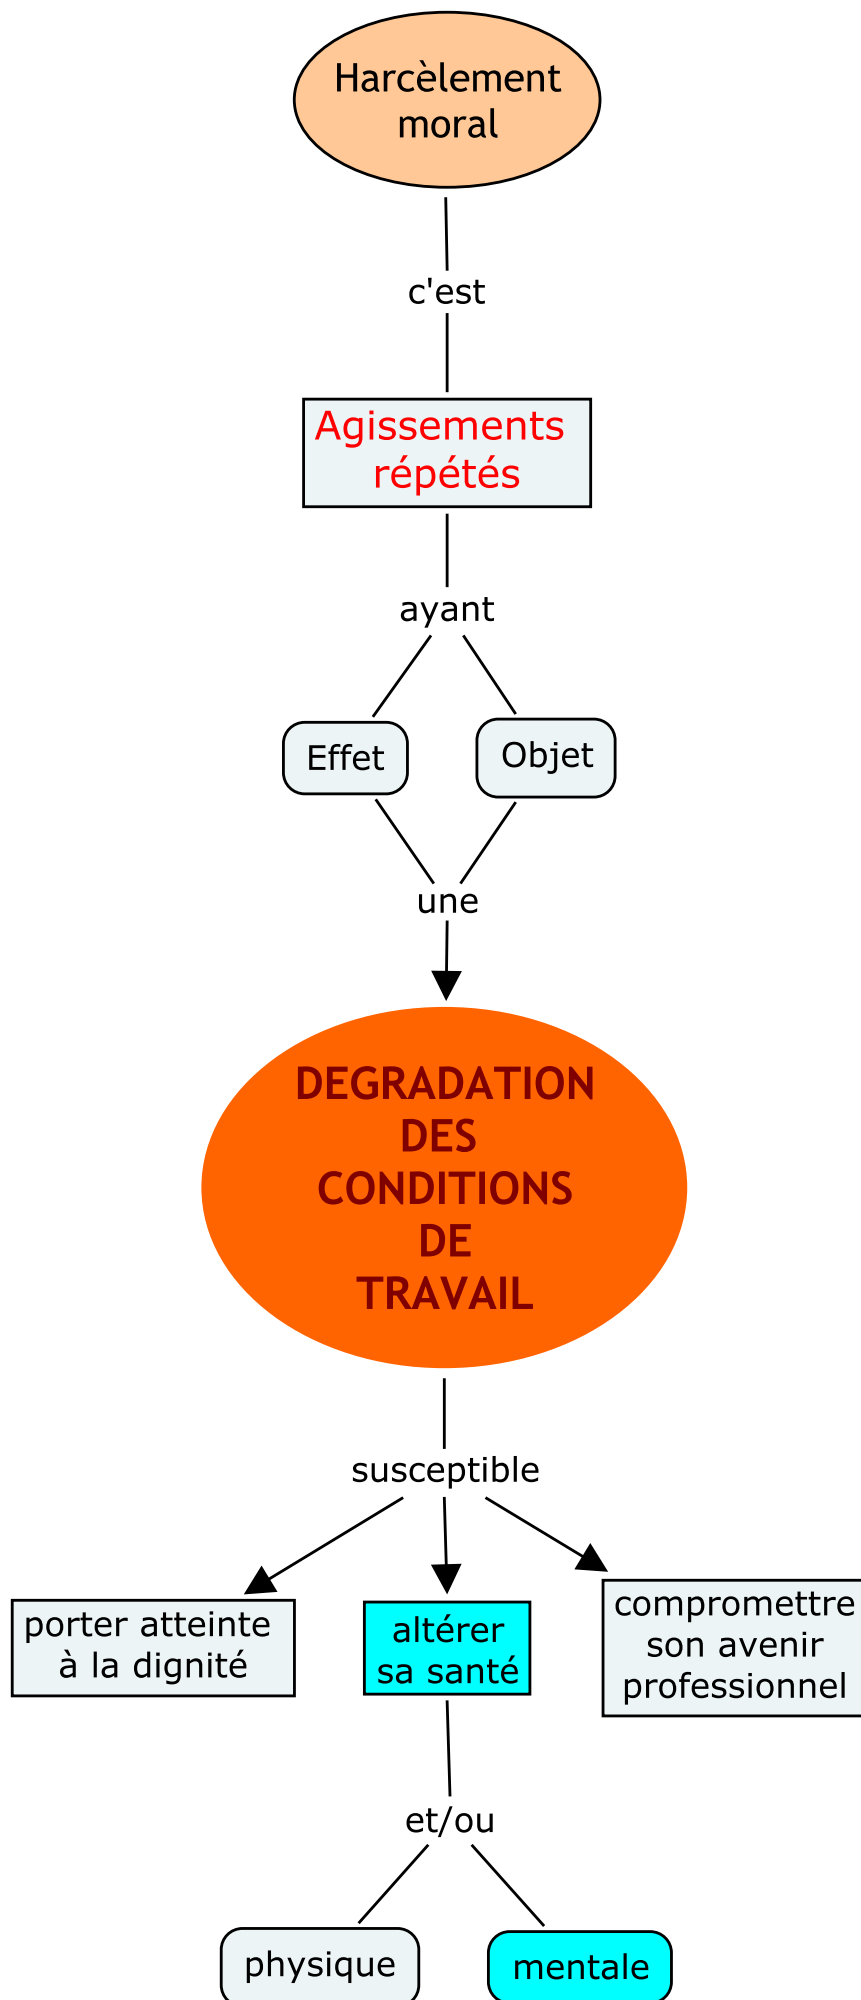 Harcèlement
moral
c'est
Agissements
répétés
ayant
Effet
Objet
une
DEGRADATION
DES
CONDITIONS
DE
TRAVAIL
susceptible
porter atteinte
à la dignité
altérer
sa santé
compromettre
son avenir
professionnel
et/ou
physique
mentale